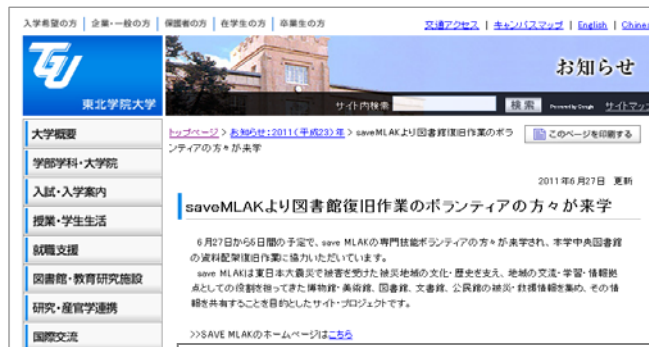 入学希望の方 企業・一般の方 保護者の方 在学生の方 卒業生の方 交通アクセス | キャンパスマップ | English | Chines
TGU お知らせ
東北学院大学 サイト内検索 検索 Powered by Google サイトマッ
大学概要
トップページ > お知らせ:2011(平成23)年 > saveMLAKより図書館復旧作業のボラ
ンティアの方々が来学
このページを印刷する
学部学科・大学院
入試・入学案内
授業・学生生活
就職支援
図書館・教育研究施設
研究・産官学連携
国際交流
2011年6月27日 更新
saveMLAKより図書館復旧作業のボランティアの方々が来学
6月27日から5日間の予定で、save MLAKの専門技能ボランティアの方々が来学され、本学中央図書館
の資料配架復旧作業に協力いただいています。
save MLAKは東日本大震災で被害を受けた被災地域の文化・歴史を支え、地域の交流・学習・情報拠
点としての役割を担ってきた博物館・美術館、図書館、文書館、公民館の被災・救援情報を集め、その情
報を共有することを目的としたサイト・プロジェクトです。
>>SAVE MLAKのホームページはこちら